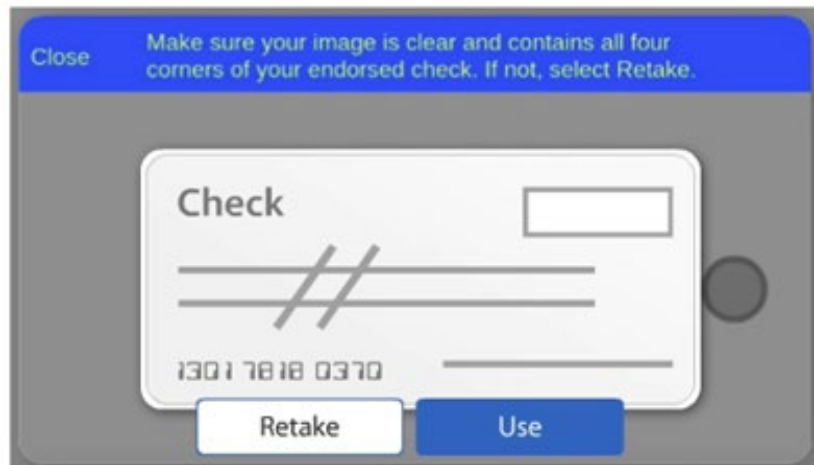 Close
Make sure your image is clear and contains all four
corners of your endorsed check. If not, select Retake.
Check
1301 7818 0370
Retake
Use